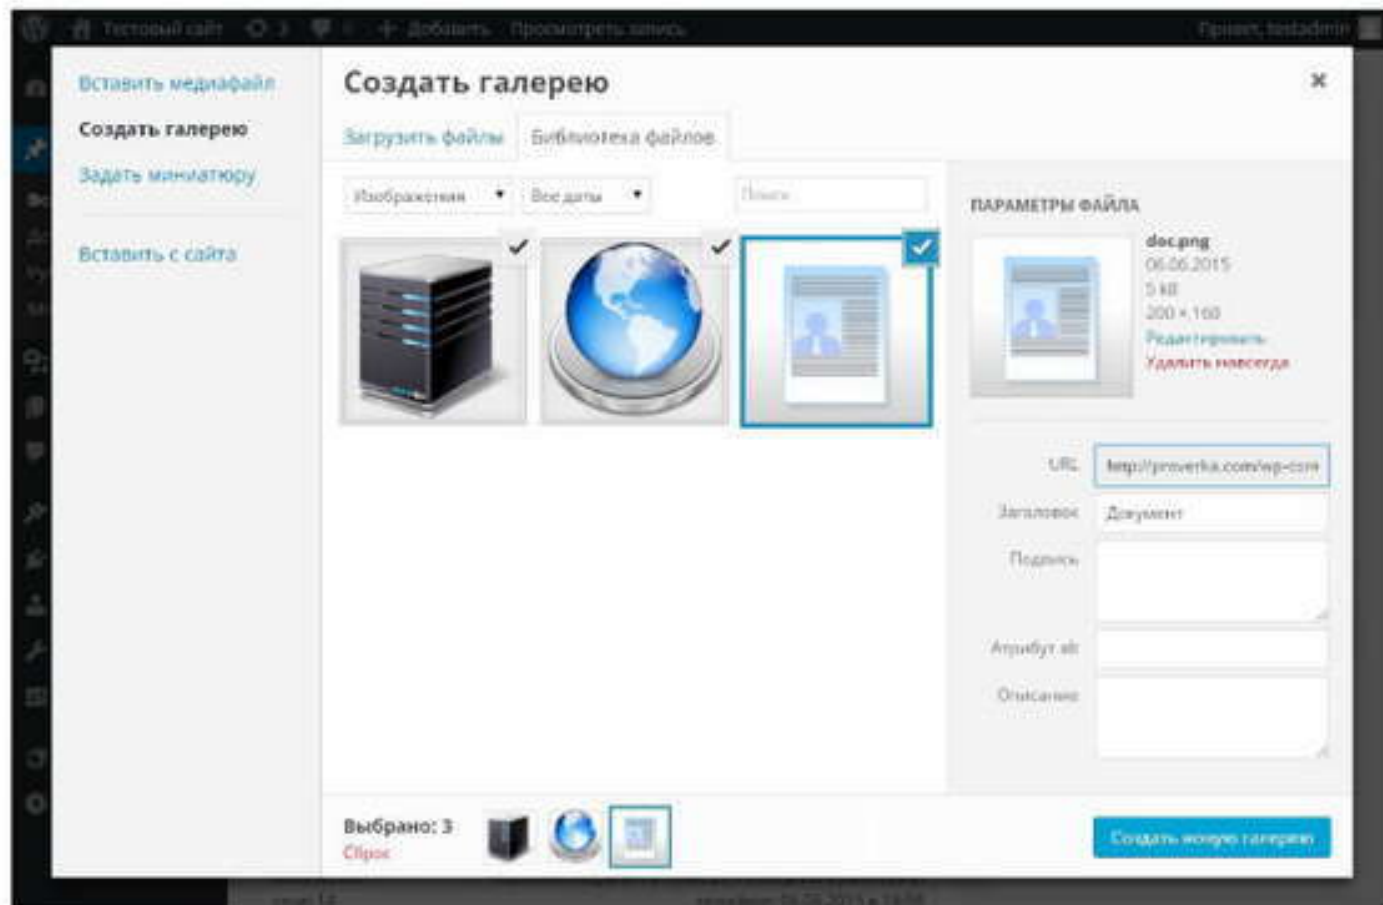 Тестовый сайт 3 + Добавить Просмотреть запись Привет, testadmin
Вставить медиафайл
Создать галерею
Задать миниатюру
Вставить с сайта
Создать галерею
Загрузить файлы Библиотека файлов
Изображения Все даты Поиск
ПАРАМЕТРЫ ФАЙЛА
doc.png
06.06.2015
5 kB
200 × 160
Редактировать
Удалить навсегда
URL http://proverka.com/wp-con
Заголовок Документ
Подпись
Атрибут alt
Описание
Выбрано: 3
Сброс
Создать новую галерею